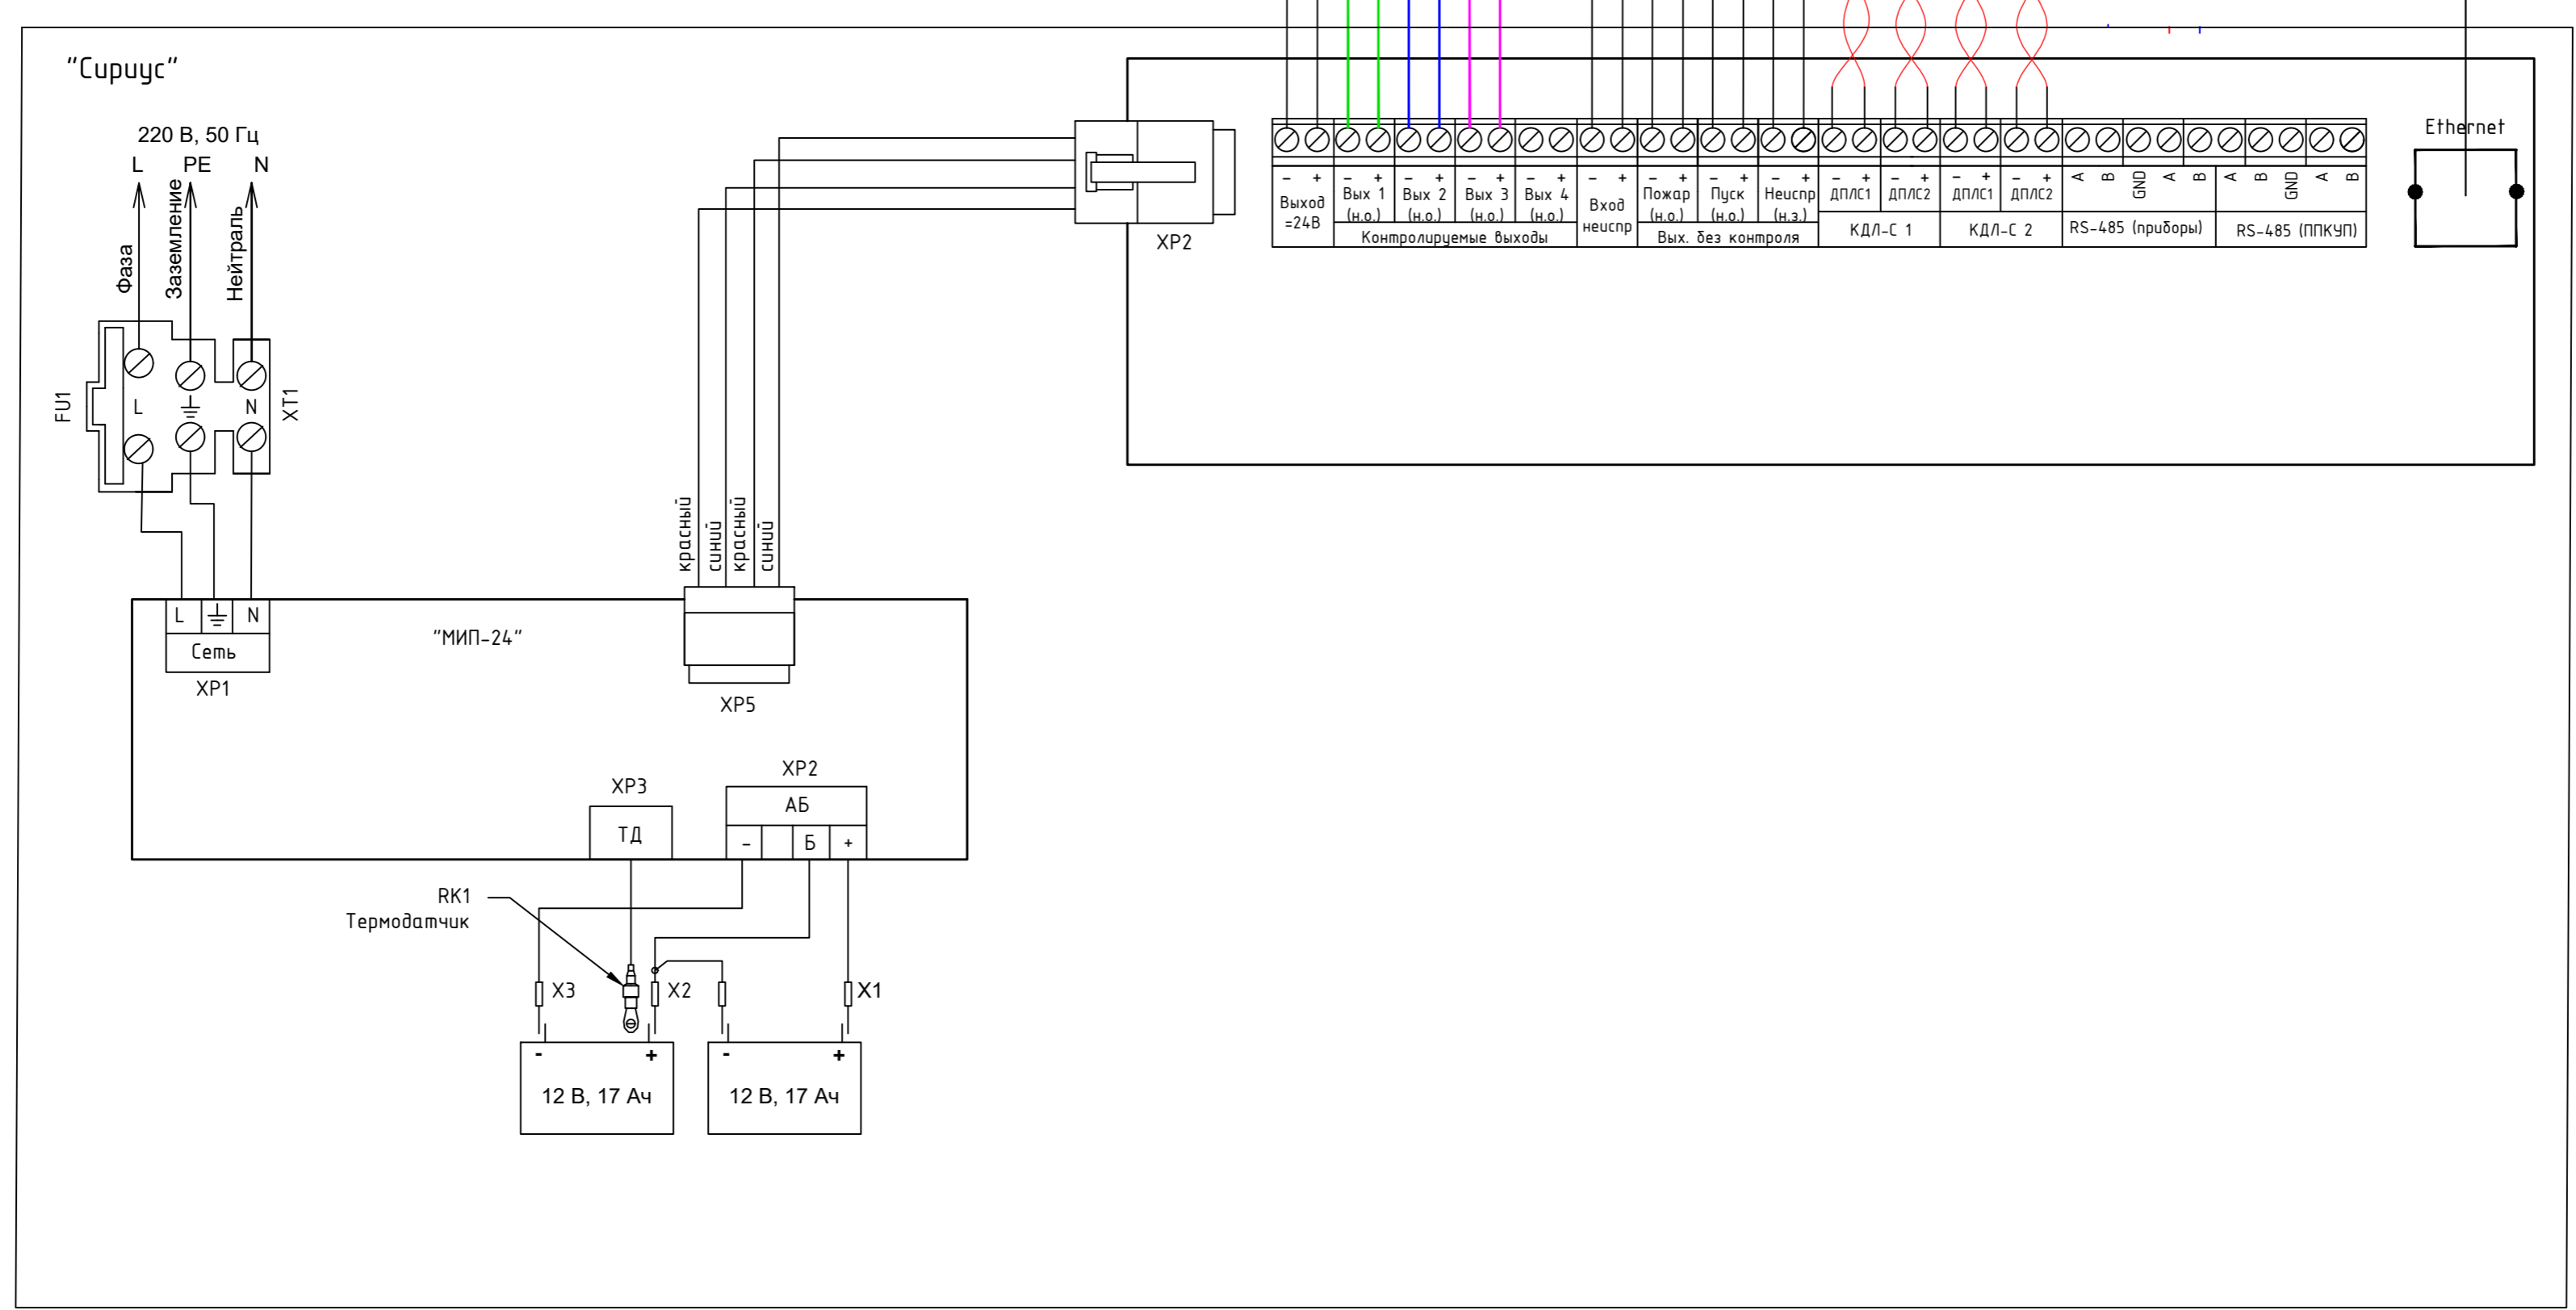 "Сириус"
220 В, 50 Гц
L PE N
Фаза
Заземление
Нейтраль
FU1
L N
XT1
красный
синий
красный
синий
XP2
- + - + - + - + - + - + - + - + - + - + - + - + - +
Выход
=24В
Вых 1
(н.о.)
Вых 2
(н.о.)
Вых 3
(н.о.)
Вых 4
(н.о.)
Контролируемые выходы
Вход
неиспр
Пожар
(н.о.)
Пуск
(н.о.)
Неиспр
(н.з.)
Вых. без контроля
ДПЛС1 ДПЛС2
КДЛ-С 1
ДПЛС1 ДПЛС2
КДЛ-С 2
A B GND A B
RS-485 (приборы)
A B GND A B
RS-485 (ППКУП)
Ethernet
L N
Сеть
XP1
"МИП-24"
XP5
XP3
ТД
XP2
АБ
- Б +
RK1
Термодатчик
X3
X2
X1
- +
12 В, 17 Ач
- +
12 В, 17 Ач